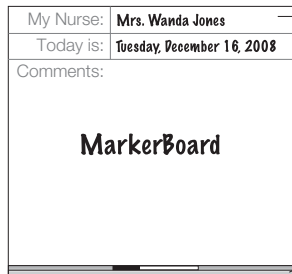 My Nurse: Mrs. Wanda Jones
Today is: Tuesday, December 16, 2008
Comments:
MarkerBoard